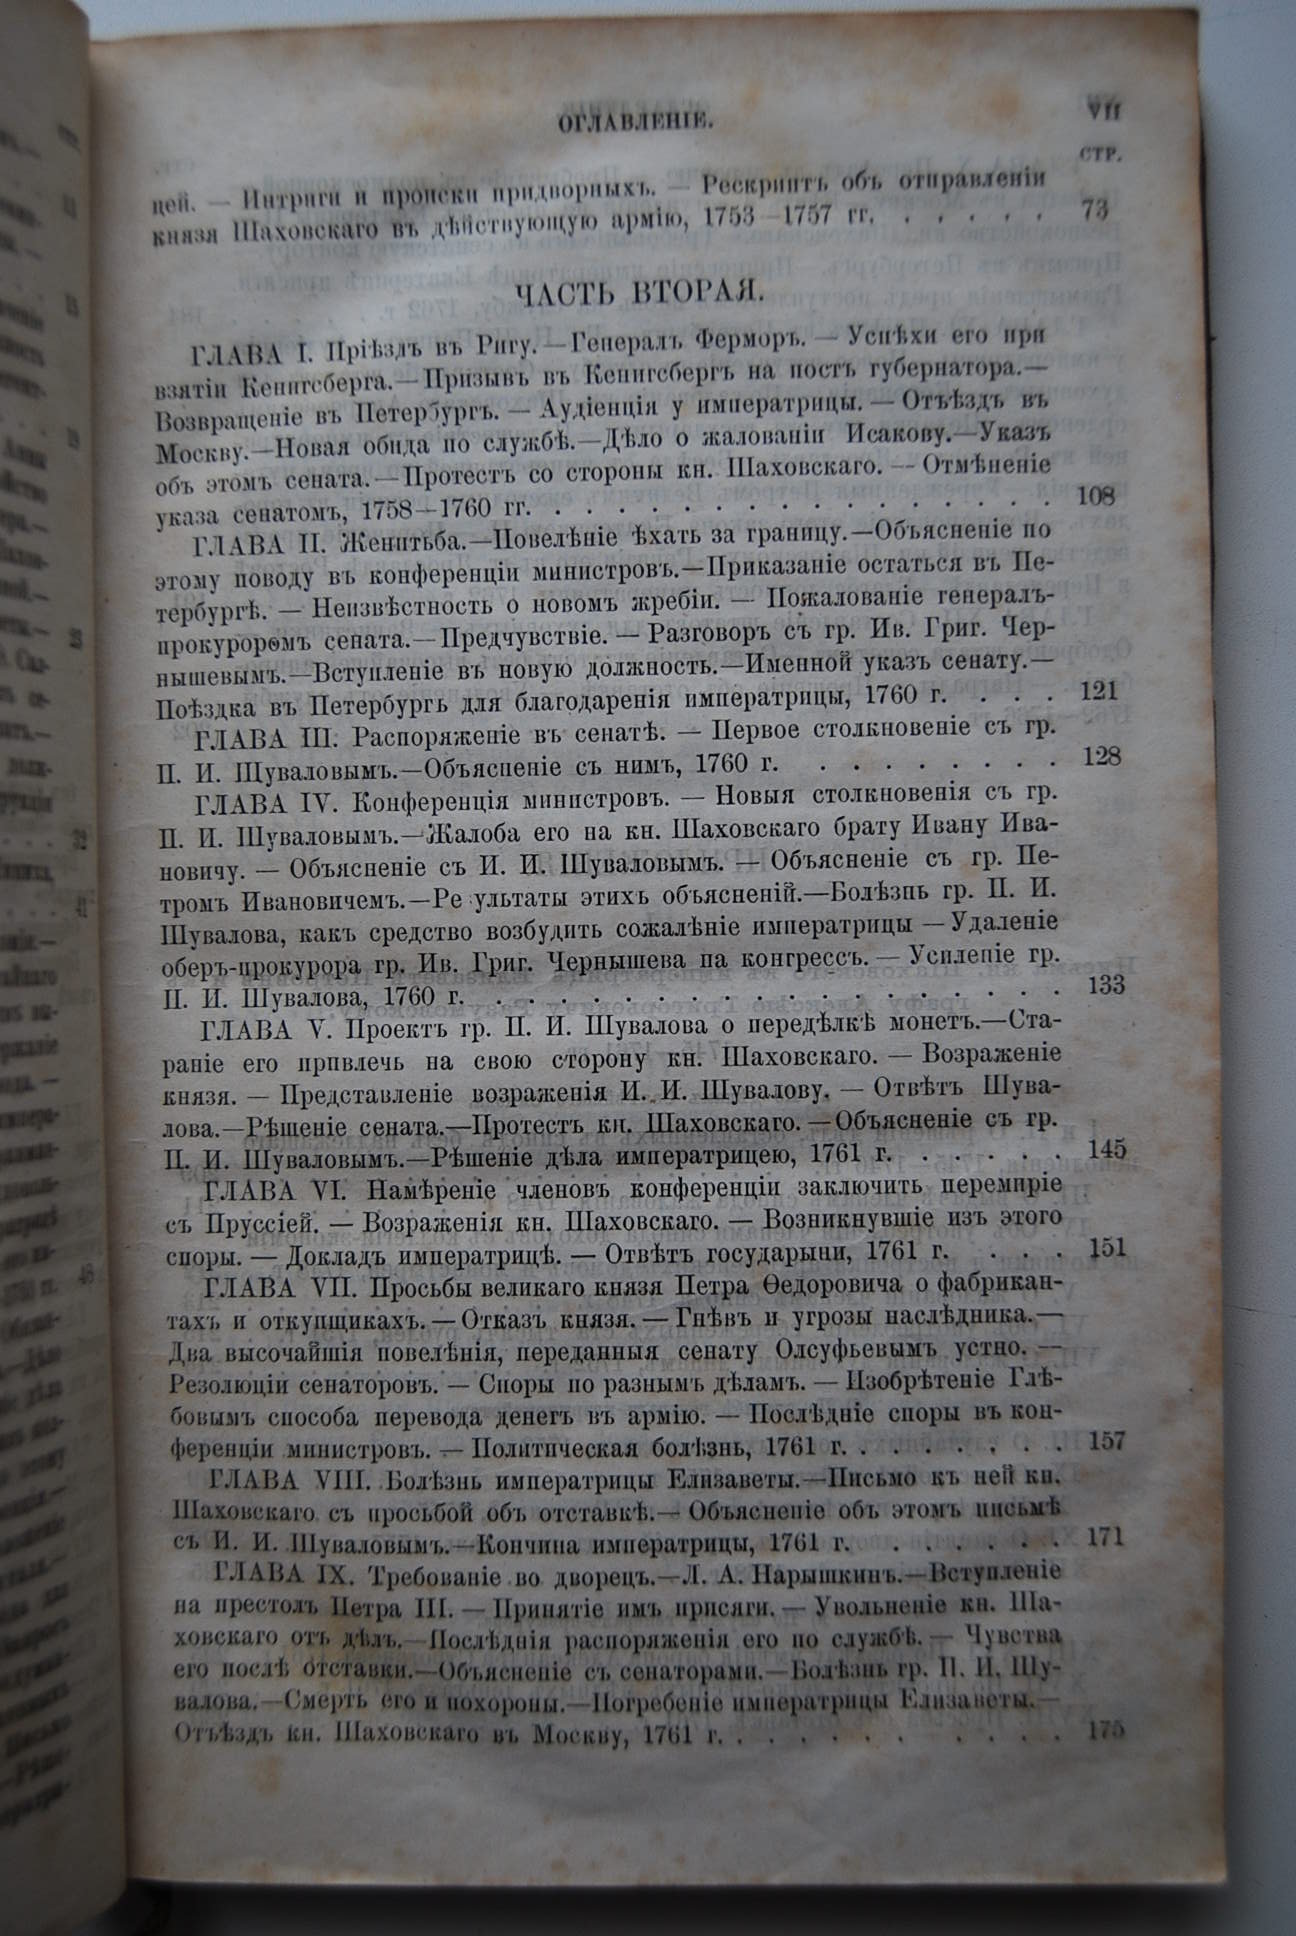 ОГЛАВЛЕНІЕ.
VII
СТР.
цей. — Интриги и происки придворныхъ. — Рескриптъ объ отправленіи
князя Шаховскаго въ дѣйствующую армію, 1753—1757 гг. . . . . . 73
ЧАСТЬ ВТОРАЯ.
ГЛАВА I. Пріѣздъ въ Ригу. — Генералъ Ферморъ. — Успѣхи его при
взятіи Кенигсберга. — Призывъ въ Кенигсбергъ на постъ губернатора. —
Возвращеніе въ Петербургъ. — Аудіенція у императрицы. — Отъѣздъ въ
Москву. — Новая обида по службѣ. — Дѣло о жалованіи Исакову. — Указъ
объ этомъ сената. — Протестъ со стороны кн. Шаховскаго. — Отмѣненіе
указа сенатомъ, 1758—1760 гг. . . . . . . . . . . . . . . . . 108
ГЛАВА II. Женитьба. — Повелѣніе ѣхать за границу. — Объясненіе по
этому поводу въ конференціи министровъ. — Приказаніе остаться въ Пе-
тербургѣ. — Неизвѣстность о новомъ жребіи. — Пожалованіе генералъ-
прокуроромъ сената. — Предчувствіе. — Разговоръ съ гр. Ив. Григ. Чер-
нышевымъ. — Вступленіе въ новую должность. — Именной указъ сенату. —
Поѣздка въ Петербургъ для благодаренія императрицы, 1760 г. . . . . 121
ГЛАВА III. Распоряженіе въ сенатѣ. — Первое столкновеніе съ гр.
П. И. Шуваловымъ. — Объясненіе съ нимъ, 1760 г. . . . . . . . . 128
ГЛАВА IV. Конференція министровъ. — Новыя столкновенія съ гр.
П. И. Шуваловымъ. — Жалоба его на кн. Шаховскаго брату Ивану Ива-
новичу. — Объясненіе съ И. И. Шуваловымъ. — Объясненіе съ гр. Пе-
тромъ Ивановичемъ. — Ре ультаты этихъ объясненій. — Болѣзнь гр. П. И.
Шувалова, какъ средство возбудить сожалѣніе императрицы — Удаленіе
оберъ-прокурора гр. Ив. Григ. Чернышева на конгрессъ. — Усиленіе гр.
П. И. Шувалова, 1760 г. . . . . . . . . . . . . . . . . . . 133
ГЛАВА V. Проектъ гр. П. И. Шувалова о передѣлкѣ монетъ. — Ста-
раніе его привлечь на свою сторону кн. Шаховскаго. — Возраженіе
князя. — Представленіе возраженія И. И. Шувалову. — Отвѣтъ Шува-
лова. — Рѣшеніе сената. — Протестъ кн. Шаховскаго. — Объясненіе съ гр.
П. И. Шуваловымъ. — Рѣшеніе дѣла императрицею, 1761 г. . . . . . 145
ГЛАВА VI. Намѣреніе членовъ конференціи заключить перемиріе
съ Пруссіей. — Возраженія кн. Шаховскаго. — Возникнувшіе изъ этого
споры. — Докладъ императрицѣ. — Отвѣтъ государыни, 1761 г. . . . . 151
ГЛАВА VII. Просьбы великаго князя Петра Ѳедоровича о фабрикан-
тахъ и откупщикахъ. — Отказъ князя. — Гнѣвъ и угрозы наслѣдника. —
Два высочайшія повелѣнія, переданныя сенату Олсуфьевымъ устно. —
Резолюціи сенаторовъ. — Споры по разнымъ дѣламъ. — Изобрѣтеніе Глѣ-
бовымъ способа перевода денегъ въ армію. — Послѣдніе споры въ кон-
ференціи министровъ. — Политическая болѣзнь, 1761 г. . . . . . . . 157
ГЛАВА VIII. Болѣзнь императрицы Елизаветы. — Письмо къ ней кн.
Шаховскаго съ просьбой объ отставкѣ. — Объясненіе объ этомъ письмѣ
съ И. И. Шуваловымъ. — Кончина императрицы, 1761 г. . . . . . . 171
ГЛАВА IX. Требованіе во дворецъ. — Л. А. Нарышкинъ. — Вступленіе
на престолъ Петра III. — Принятіе имъ присяги. — Увольненіе кн. Ша-
ховскаго отъ дѣлъ. — Послѣднія распоряженія его по службѣ. — Чувства
его послѣ отставки. — Объясненіе съ сенаторами. — Болѣзнь гр. П. И. Шу-
валова. — Смерть его и похороны. — Погребеніе императрицы Елизаветы. —
Отъѣздъ кн. Шаховскаго въ Москву, 1761 г. . . . . . . . . . . 175